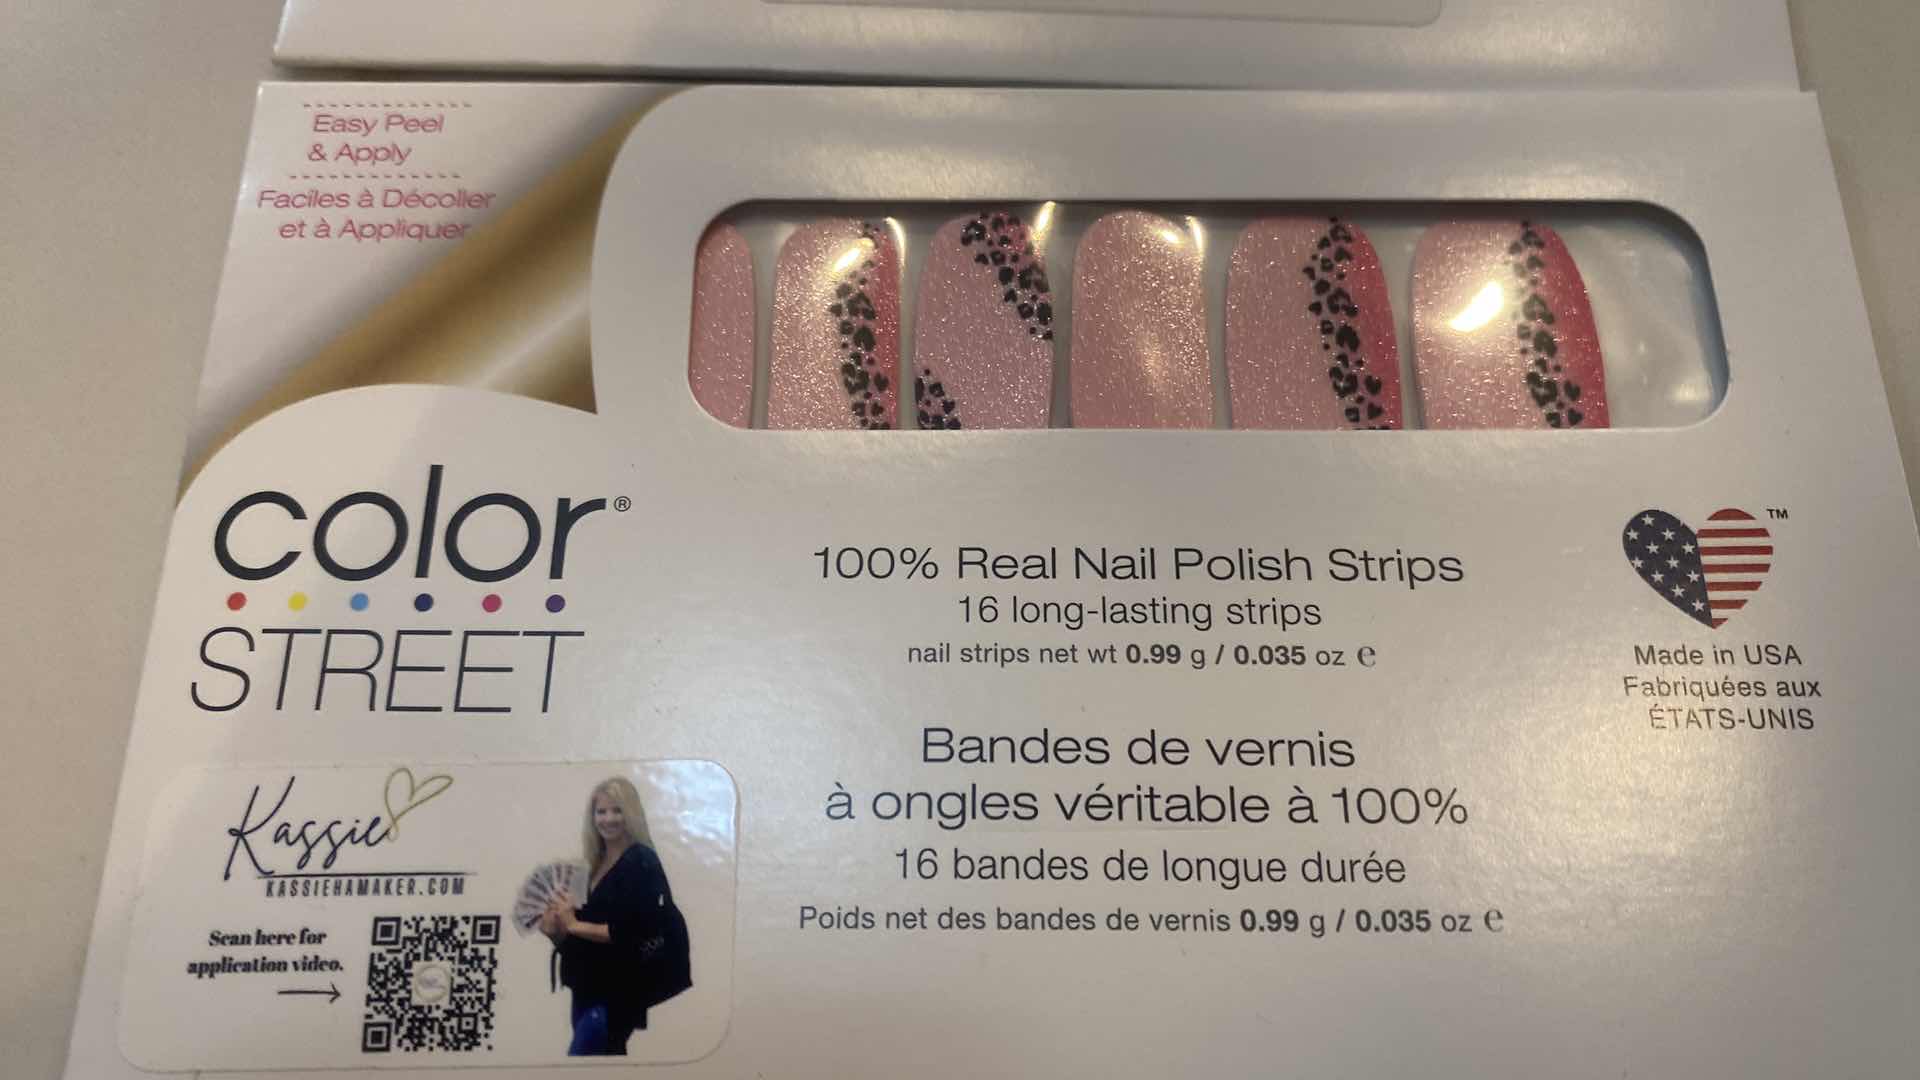 Easy Peel
& Apply
Faciles à Décoller
et à Appliquer
color®
STREET
100% Real Nail Polish Strips
16 long-lasting strips
nail strips net wt 0.99 g / 0.035 oz ℮
Bandes de vernis
à ongles véritable à 100%
16 bandes de longue durée
Poids net des bandes de vernis 0.99 g / 0.035 oz ℮
TM
Made in USA
Fabriquées aux
ÉTATS-UNIS
Kassie
KASSIEHAMAKER.COM
Scan here for
application video.